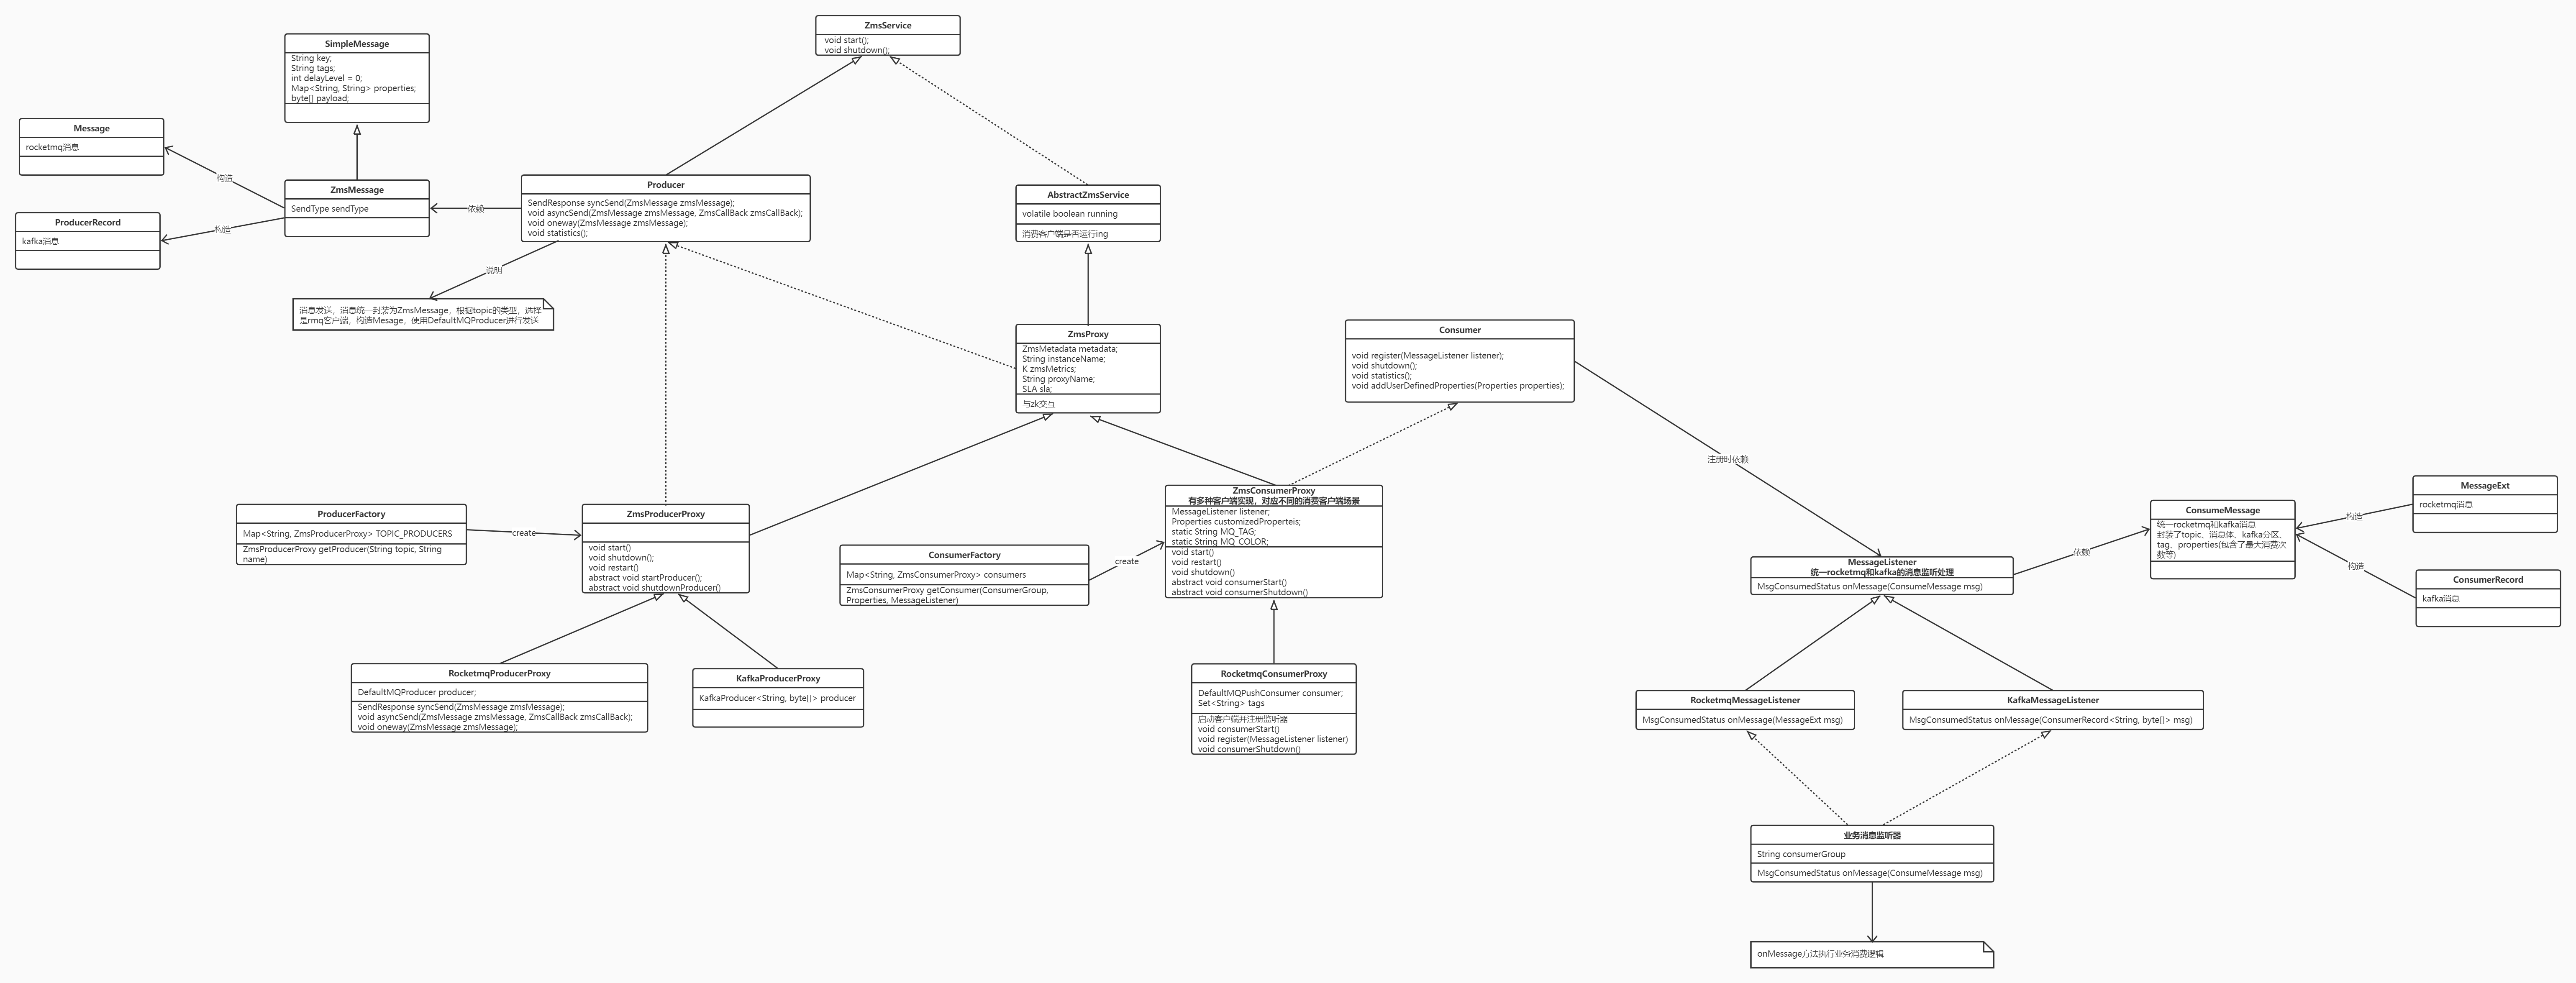 ZmsService
void start();
void shutdown();
SimpleMessage
String key;
String tags;
int delayLevel = 0;
Map<String, String> properties;
byte[] payload;
Message
rocketmq消息
构造
ZmsMessage
SendType sendType
ProducerRecord
kafka消息
构造
依赖
Producer
SendResponse syncSend(ZmsMessage zmsMessage);
void asyncSend(ZmsMessage zmsMessage, ZmsCallBack zmsCallBack);
void oneway(ZmsMessage zmsMessage);
void statistics();
说明
消息发送，消息统一封装为ZmsMessage，根据topic的类型，选择
是rmq客户端，构造Mesage，使用DefaultMQProducer进行发送
AbstractZmsService
volatile boolean running
消费客户端是否运行ing
ZmsProxy
ZmsMetadata metadata;
String instanceName;
K zmsMetrics;
String proxyName;
SLA sla;
与zk交互
Consumer
void register(MessageListener listener);
void shutdown();
void statistics();
void addUserDefinedProperties(Properties properties);
注册时依赖
ProducerFactory
Map<String, ZmsProducerProxy> TOPIC_PRODUCERS
ZmsProducerProxy getProducer(String topic, String
name)
create
ZmsProducerProxy
void start()
void shutdown();
void restart()
abstract void startProducer();
abstract void shutdownProducer()
ConsumerFactory
Map<String, ZmsConsumerProxy> consumers
ZmsConsumerProxy getConsumer(ConsumerGroup,
Properties, MessageListener)
create
ZmsConsumerProxy
有多种客户端实现，对应不同的消费客户端场景
MessageListener listener;
Properties customizedProperteis;
static String MQ_TAG;
static String MQ_COLOR;
void start()
void restart()
void shutdown()
abstract void consumerStart()
abstract void consumerShutdown()
MessageListener
统一rocketmq和kafka的消息监听处理
MsgConsumedStatus onMessage(ConsumeMessage msg)
依赖
ConsumeMessage
统一rocketmq和kafka消息
封装了topic、消息体、kafka分区、
tag、properties(包含了最大消费次
数等)
构造
构造
MessageExt
rocketmq消息
ConsumerRecord
kafka消息
RocketmqProducerProxy
DefaultMQProducer producer;
SendResponse syncSend(ZmsMessage zmsMessage);
void asyncSend(ZmsMessage zmsMessage, ZmsCallBack zmsCallBack);
void oneway(ZmsMessage zmsMessage);
KafkaProducerProxy
KafkaProducer<String, byte[]> producer
RocketmqConsumerProxy
DefaultMQPushConsumer consumer;
Set<String> tags
启动客户端并注册监听器
void consumerStart()
void register(MessageListener listener)
void consumerShutdown()
RocketmqMessageListener
MsgConsumedStatus onMessage(MessageExt msg)
KafkaMessageListener
MsgConsumedStatus onMessage(ConsumerRecord<String, byte[]> msg)
业务消息监听器
String consumerGroup
MsgConsumedStatus onMessage(ConsumeMessage msg)
onMessage方法执行业务消费逻辑